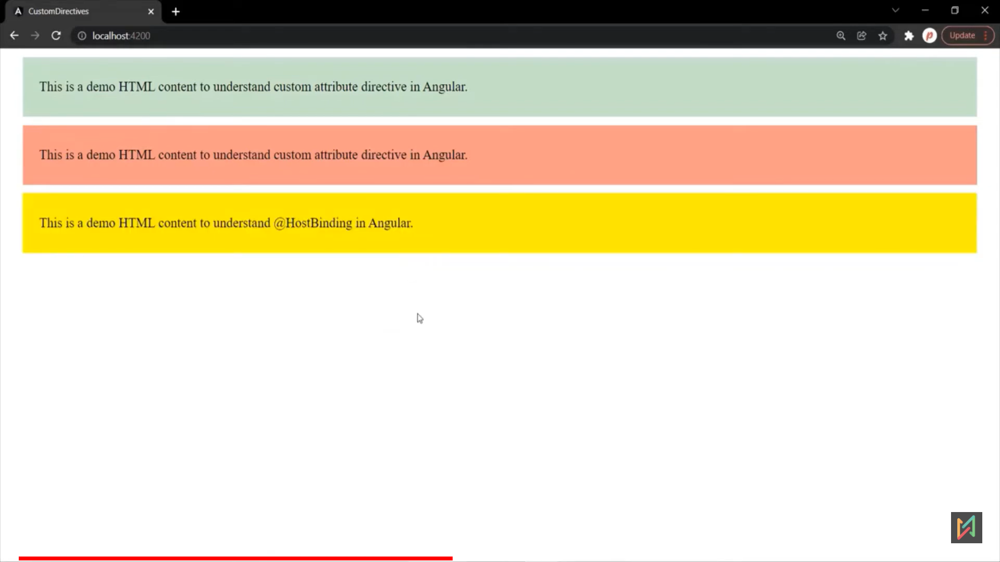 CustomDirectives
localhost:4200
Update
This is a demo HTML content to understand custom attribute directive in Angular.
This is a demo HTML content to understand custom attribute directive in Angular.
This is a demo HTML content to understand @HostBinding in Angular.